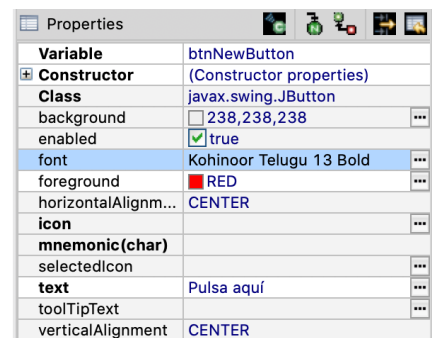 Properties
Variable btnNewButton
Constructor (Constructor properties)
Class javax.swing.JButton
background 238,238,238 ...
enabled true
font Kohinoor Telugu 13 Bold ...
foreground RED ...
horizontalAlignm... CENTER
icon ...
mnemonic(char)
selectedIcon ...
text Pulsa aquí ...
toolTipText ...
verticalAlignment CENTER